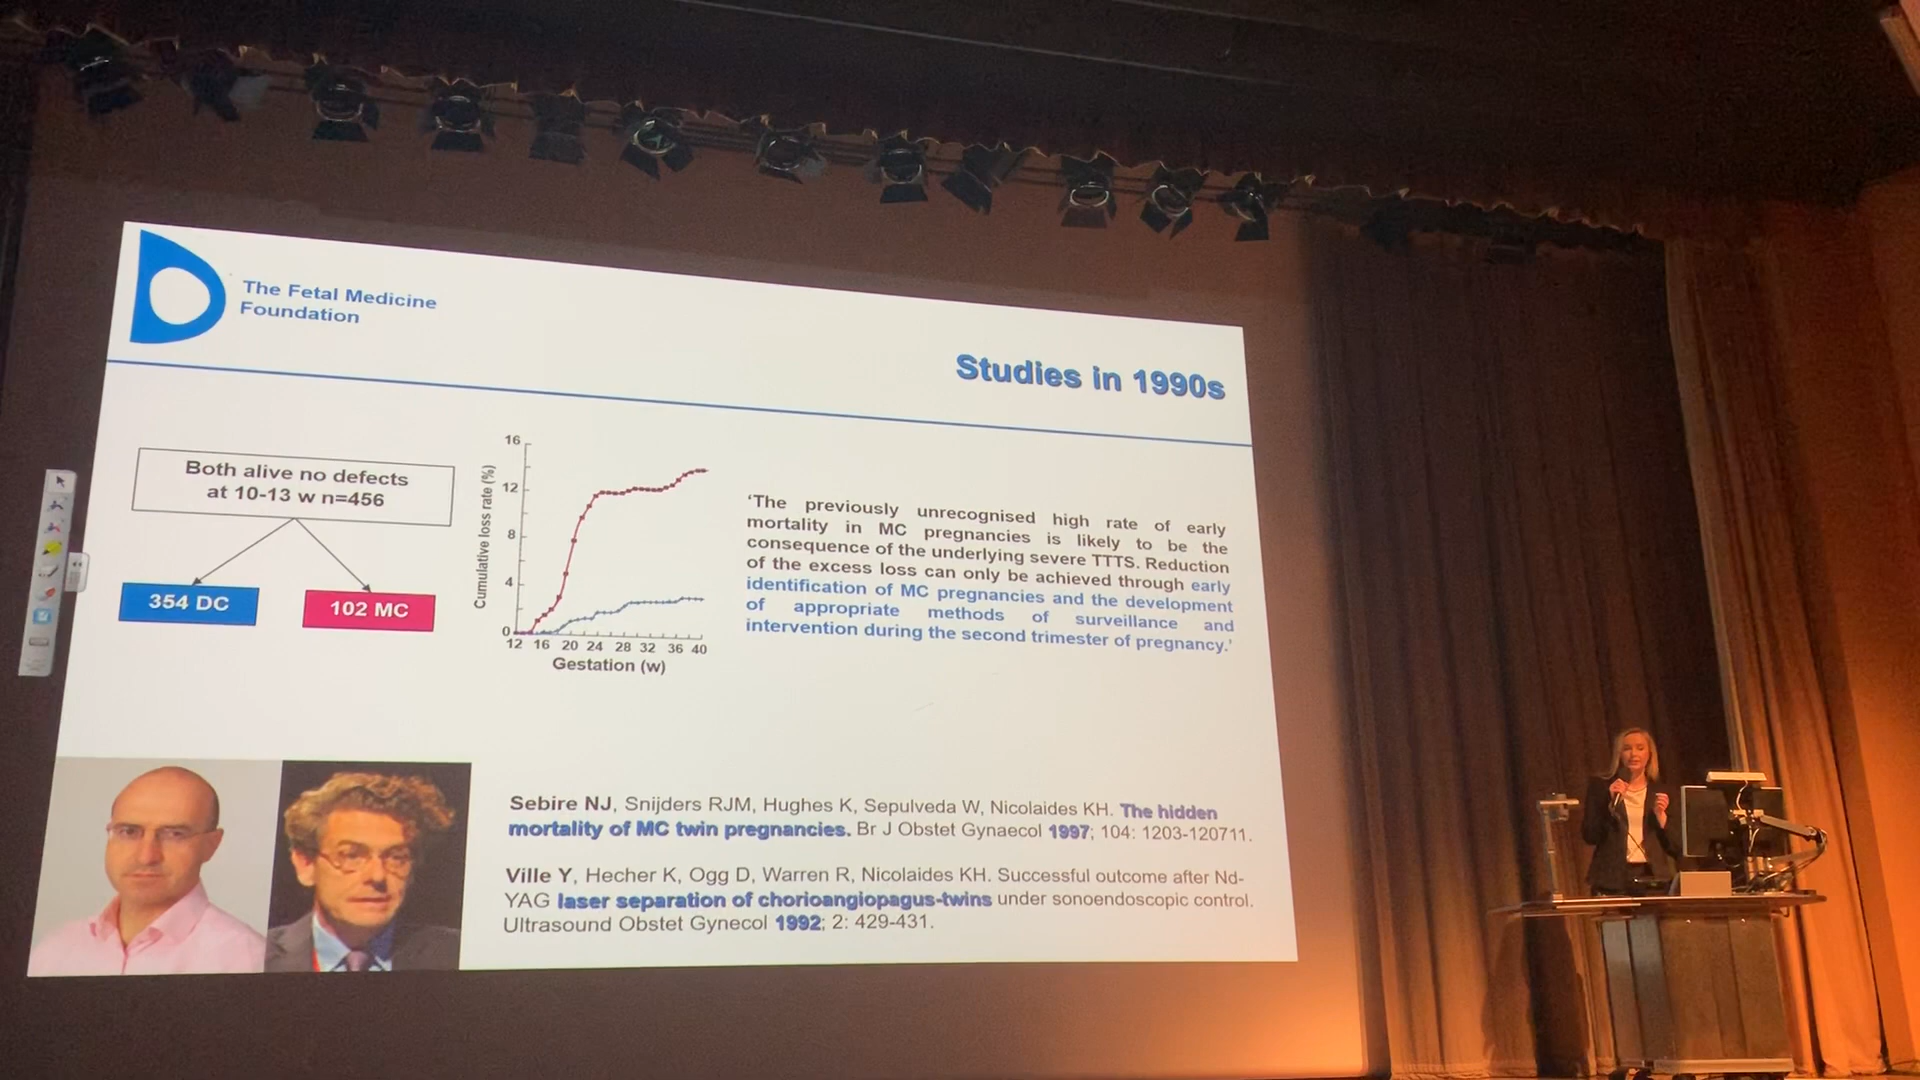 The Fetal Medicine
Foundation
Studies in 1990s
Both alive no defects
at 10-13 w n=456
354 DC
102 MC
Cumulative loss rate (%)
16
12
8
4
0
12 16 20 24 28 32 36 40
Gestation (w)
‘The previously unrecognised high rate of early
mortality in MC pregnancies is likely to be the
consequence of the underlying severe TTTS. Reduction
of the excess loss can only be achieved through early
identification of MC pregnancies and the development
of appropriate methods of surveillance and
intervention during the second trimester of pregnancy.’
Sebire NJ, Snijders RJM, Hughes K, Sepulveda W, Nicolaides KH. The hidden
mortality of MC twin pregnancies. Br J Obstet Gynaecol 1997; 104: 1203-120711.
Ville Y, Hecher K, Ogg D, Warren R, Nicolaides KH. Successful outcome after Nd-
YAG laser separation of chorioangiopagus-twins under sonoendoscopic control.
Ultrasound Obstet Gynecol 1992; 2: 429-431.